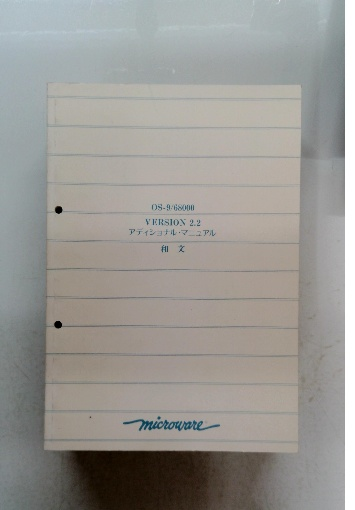 OS-9/68000
VERSION 2.2
アディショナル・マニュアル
和 文
microware